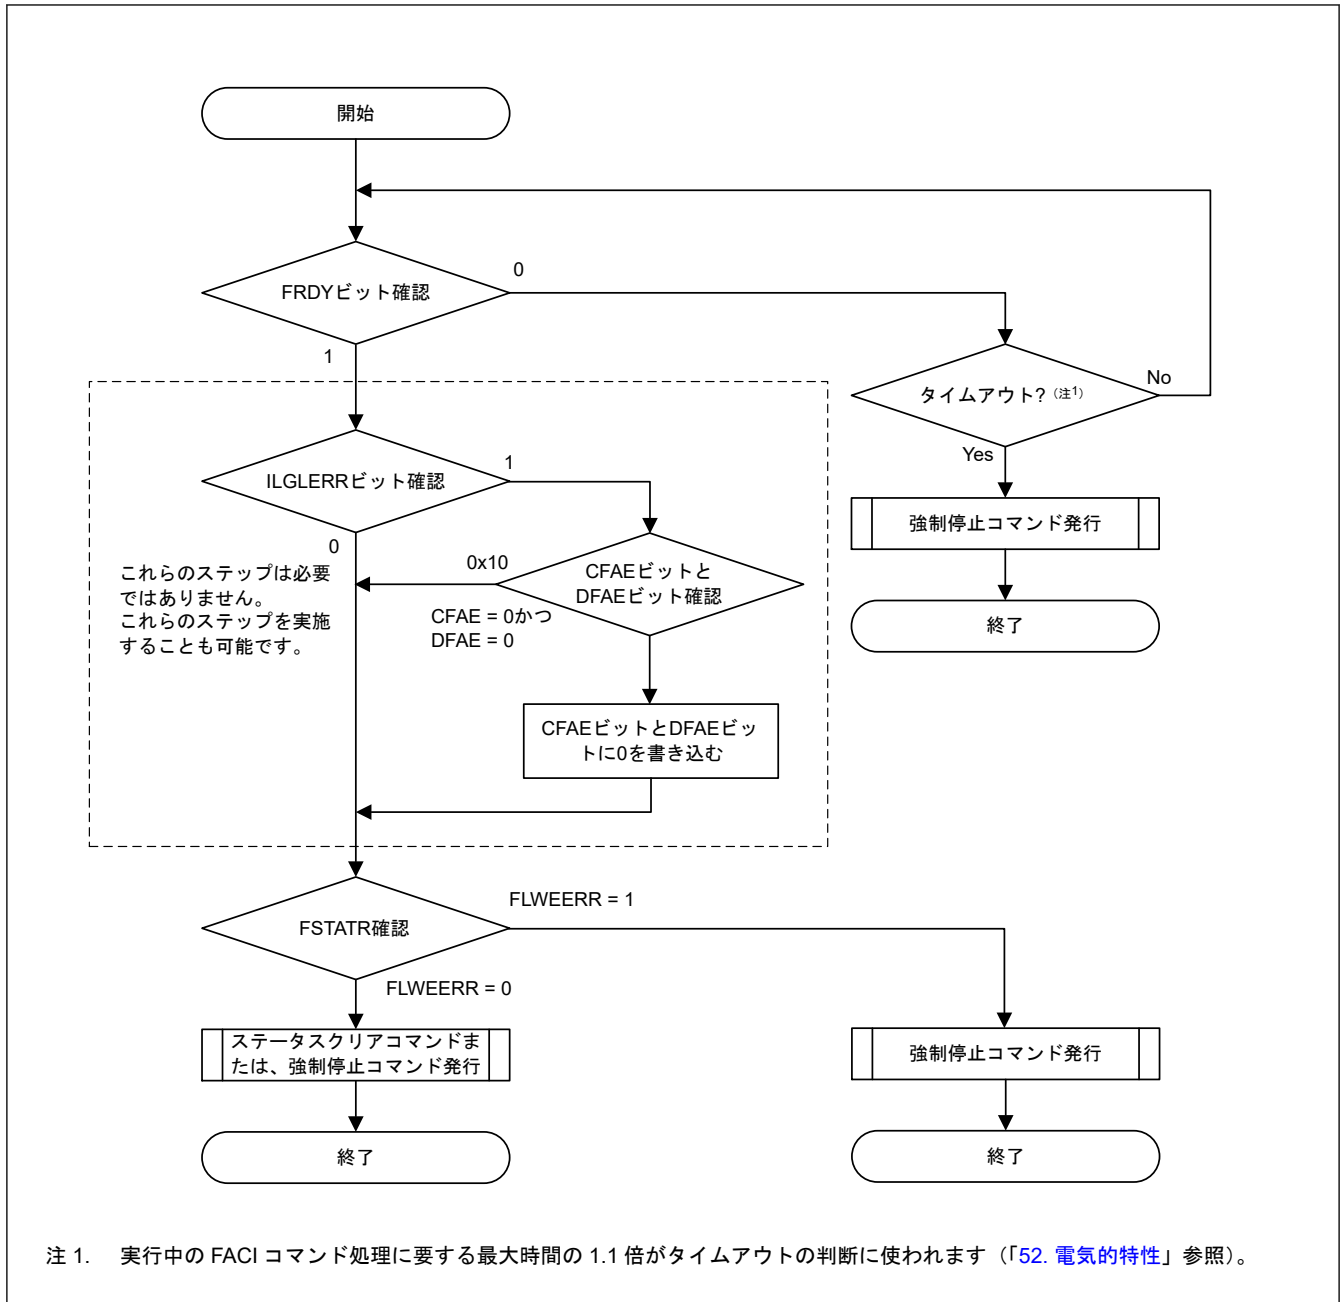 開始
FRDYビット確認
0
1
タイムアウト? (注1)
No
Yes
強制停止コマンド発行
終了
ILGLERRビット確認
1
0
これらのステップは必要
ではありません。
これらのステップを実施
することも可能です。
0x10
CFAE = 0かつ
DFAE = 0
CFAEビットと
DFAEビット確認
CFAEビットとDFAEビッ
トに0を書き込む
FSTATR確認
FLWEERR = 1
FLWEERR = 0
ステータスクリアコマンドま
たは、強制停止コマンド発行
終了
強制停止コマンド発行
終了
注 1. 実行中の FACI コマンド処理に要する最大時間の 1.1 倍がタイムアウトの判断に使われます（「52. 電気的特性」参照）。